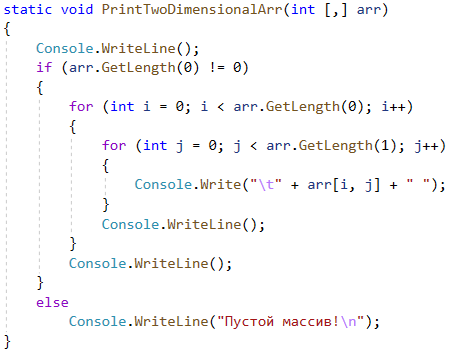 static void PrintTwoDimensionalArr(int [,] arr)
{
    Console.WriteLine();
    if (arr.GetLength(0) != 0)
    {
        for (int i = 0; i < arr.GetLength(0); i++)
        {
            for (int j = 0; j < arr.GetLength(1); j++)
            {
                Console.Write("\t" + arr[i, j] + " ");
            }
            Console.WriteLine();
        }
        Console.WriteLine();
    }
    else
        Console.WriteLine("Пустой массив!\n");
}